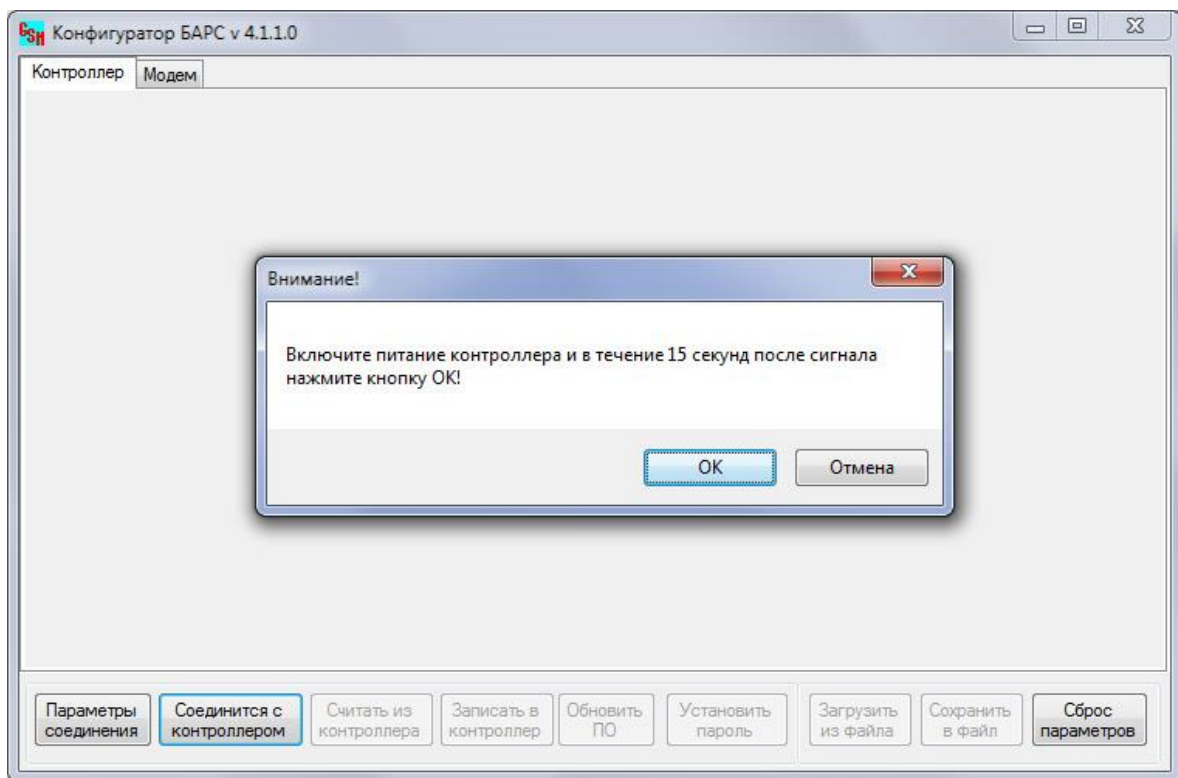 GSM Конфигуратор БАРС v 4.1.1.0
Контроллер Модем
Внимание!
Включите питание контроллера и в течение 15 секунд после сигнала
нажмите кнопку ОК!
ОК Отмена
Параметры
соединения
Соединится с
контроллером
Считать из
контроллера
Записать в
контроллер
Обновить
ПО
Установить
пароль
Загрузить
из файла
Сохранить
в файл
Сброс
параметров